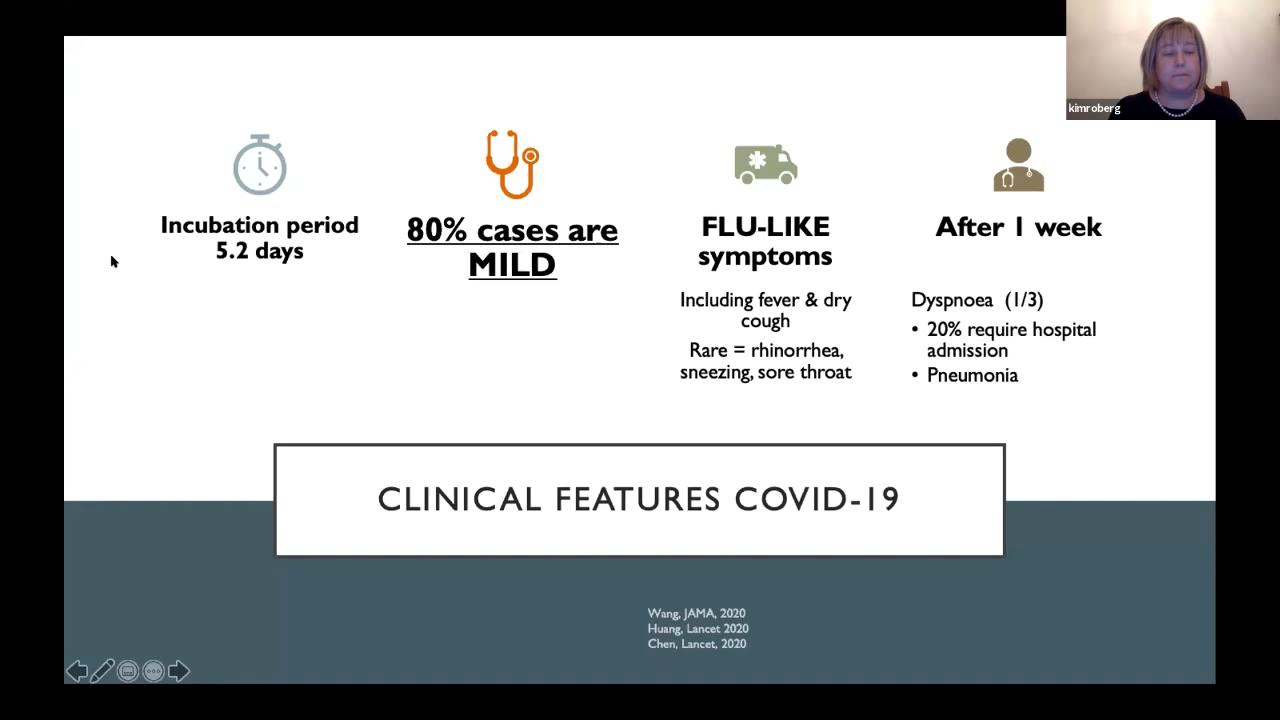 kimroberg
Incubation period
5.2 days
80% cases are
MILD
FLU-LIKE
symptoms
Including fever & dry
cough
Rare = rhinorrhea,
sneezing, sore throat
After 1 week
Dyspnoea (1/3)
• 20% require hospital
admission
• Pneumonia
CLINICAL FEATURES COVID-19
Wang, JAMA, 2020
Huang, Lancet 2020
Chen, Lancet, 2020